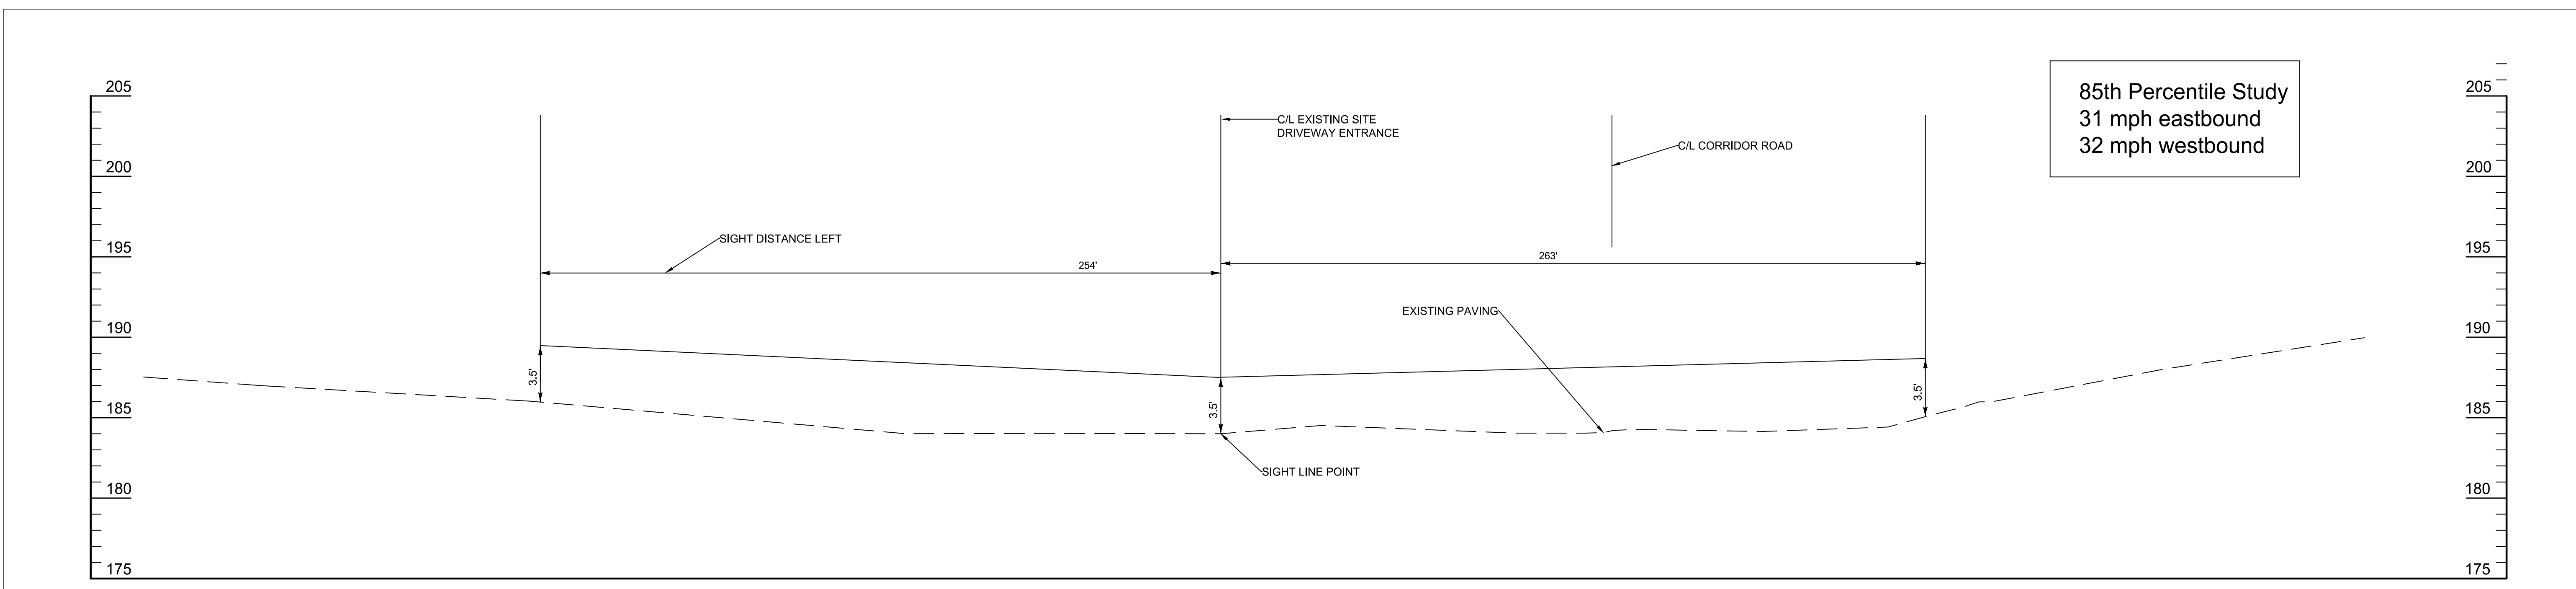 205
200
195
190
185
180
175
C/L EXISTING SITE
DRIVEWAY ENTRANCE
C/L CORRIDOR ROAD
85th Percentile Study
31 mph eastbound
32 mph westbound
SIGHT DISTANCE LEFT
254'
263'
EXISTING PAVING
3.5'
3.5'
3.5'
SIGHT LINE POINT
205
200
195
190
185
180
175